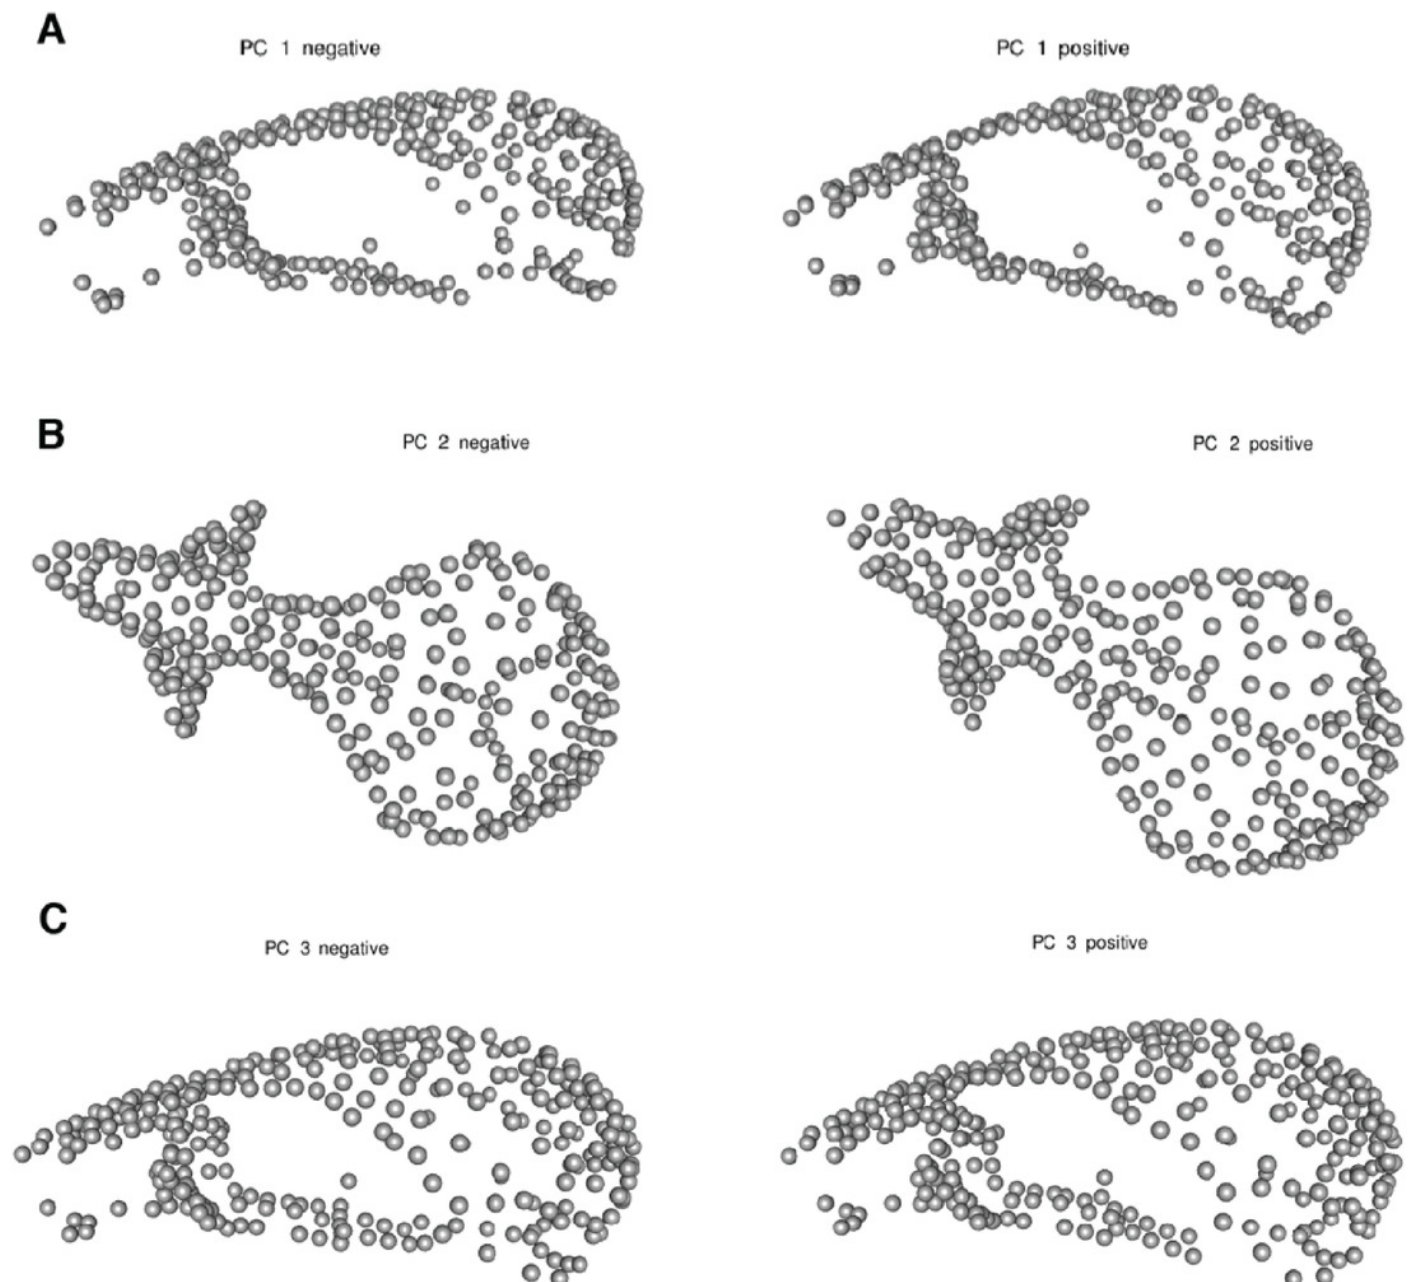 A
PC 1 negative
PC 1 positive
B
PC 2 negative
PC 2 positive
C
PC 3 negative
PC 3 positive